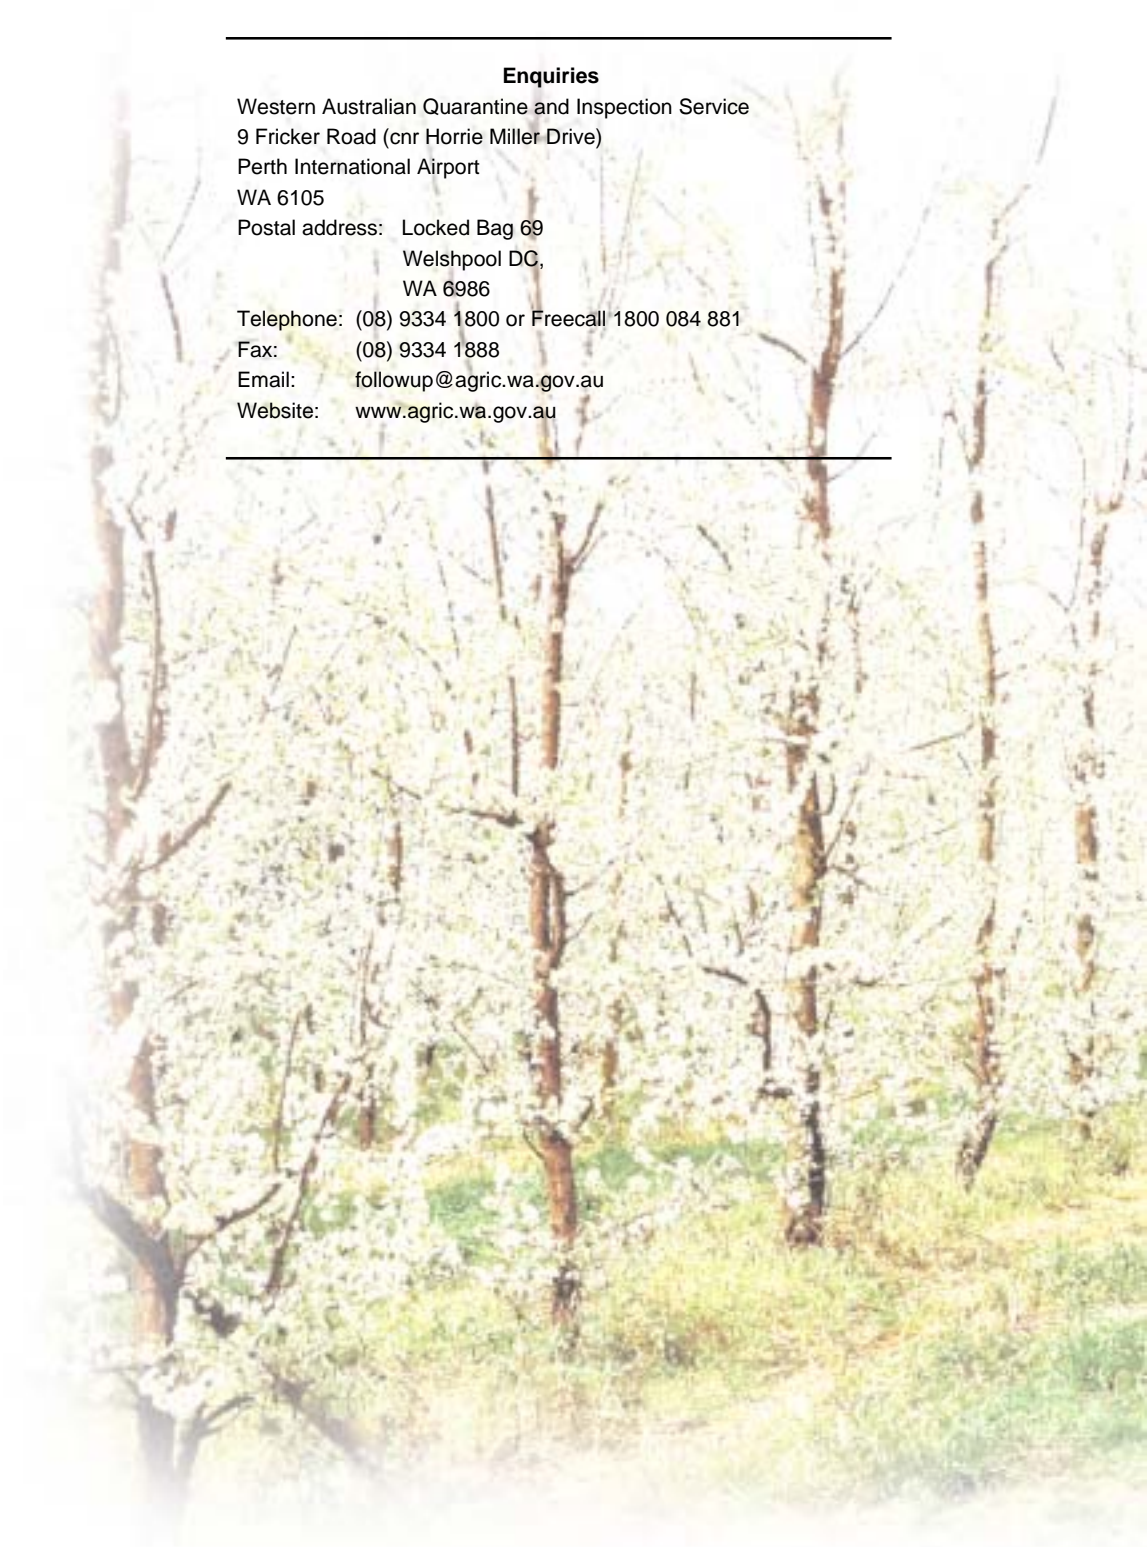 Enquiries
Western Australian Quarantine and Inspection Service
9 Fricker Road (cnr Horrie Miller Drive)
Perth International Airport
WA 6105
Postal address: Locked Bag 69
Welshpool DC,
WA 6986
Telephone: (08) 9334 1800 or Freecall 1800 084 881
Fax: (08) 9334 1888
Email: followup@agric.wa.gov.au
Website: www.agric.wa.gov.au